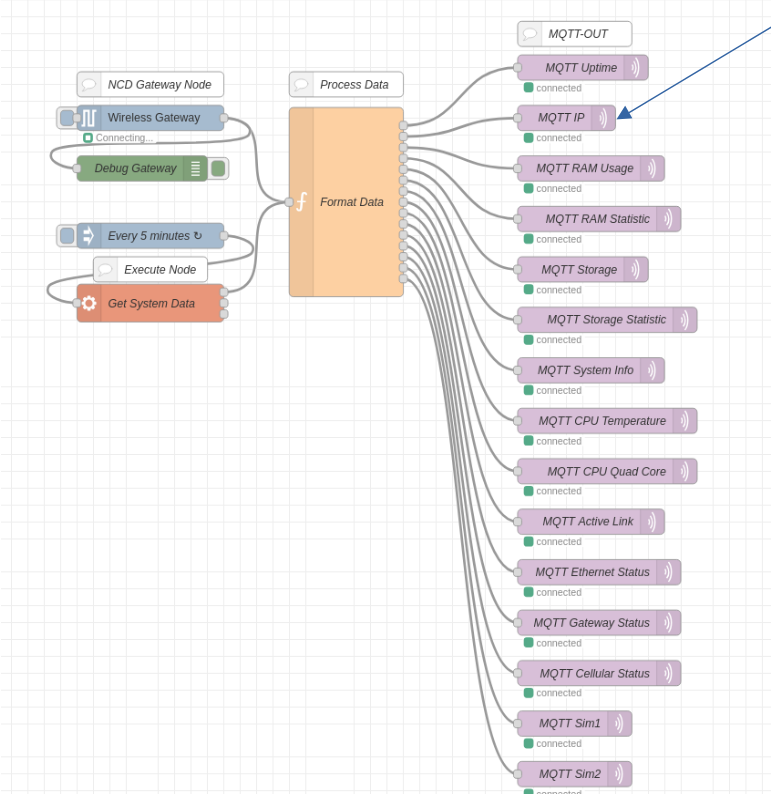 NCD Gateway Node
Wireless Gateway
Connecting...
Debug Gateway
Every 5 minutes ↻
Execute Node
Get System Data
Process Data
Format Data
MQTT-OUT
MQTT Uptime
connected
MQTT IP
connected
MQTT RAM Usage
connected
MQTT RAM Statistic
connected
MQTT Storage
connected
MQTT Storage Statistic
connected
MQTT System Info
connected
MQTT CPU Temperature
connected
MQTT CPU Quad Core
connected
MQTT Active Link
connected
MQTT Ethernet Status
connected
MQTT Gateway Status
connected
MQTT Cellular Status
connected
MQTT Sim1
connected
MQTT Sim2